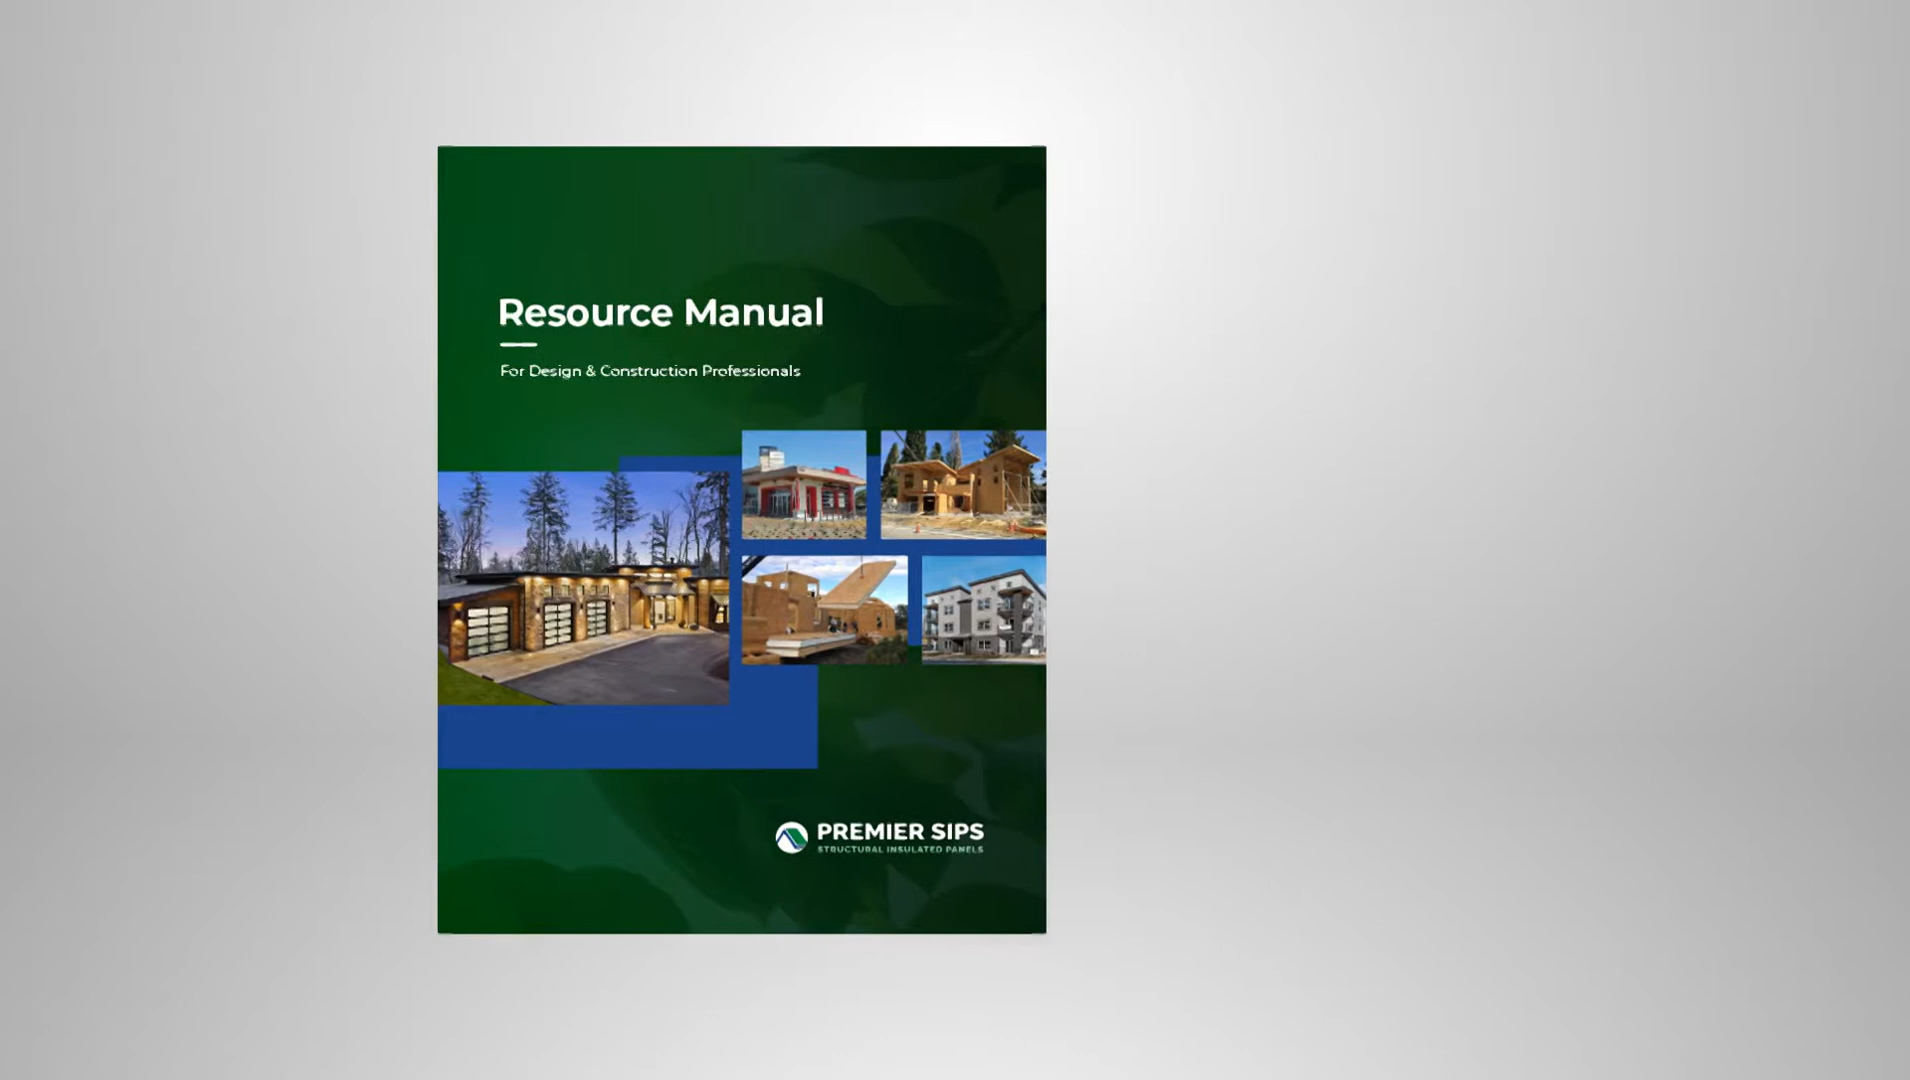 Resource Manual
For Design & Construction Professionals
PREMIER SIPS
STRUCTURAL INSULATED PANELS